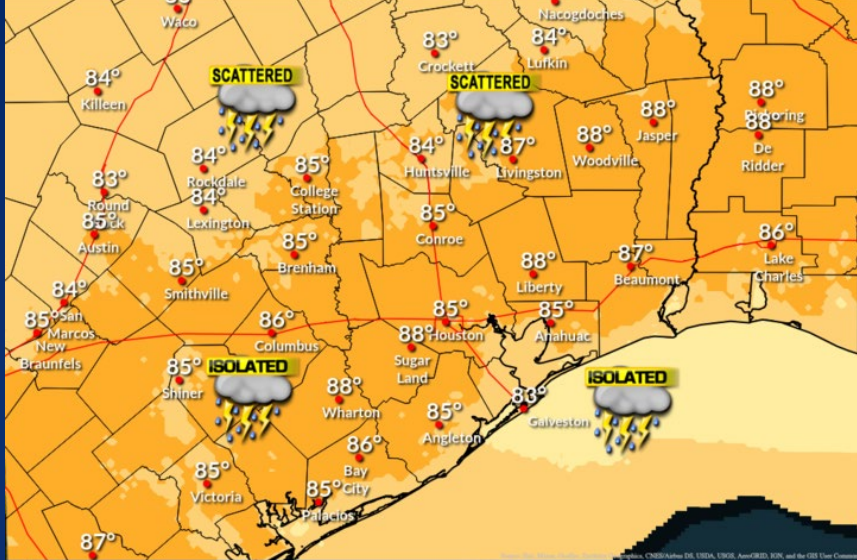 Waco
Nacogdoches
83°
Crockett
84°
Lufkin
84°
Killeen
SCATTERED
SCATTERED
88°
88°
De
Ridder
88°
Jasper
88°
Woodville
87°
Livingston
84°
Huntsville
84°
Rockdale
85°
College
Station
83°
Round
84°
Lexington
85°
Austin
85°
Conroe
85°
Brenham
86°
Lake
Charles
87°
Beaumont
88°
Liberty
85°
Smithville
84°
San
Marcos
85°
New
Braunfels
86°
Columbus
85°
Houston
85°
Anahuac
88°
Sugar
Land
85°
Shiner
ISOLATED
ISOLATED
88°
Wharton
83°
Galveston
85°
Angleton
86°
Bay
City
85°
Victoria
85°
Palacios
87°